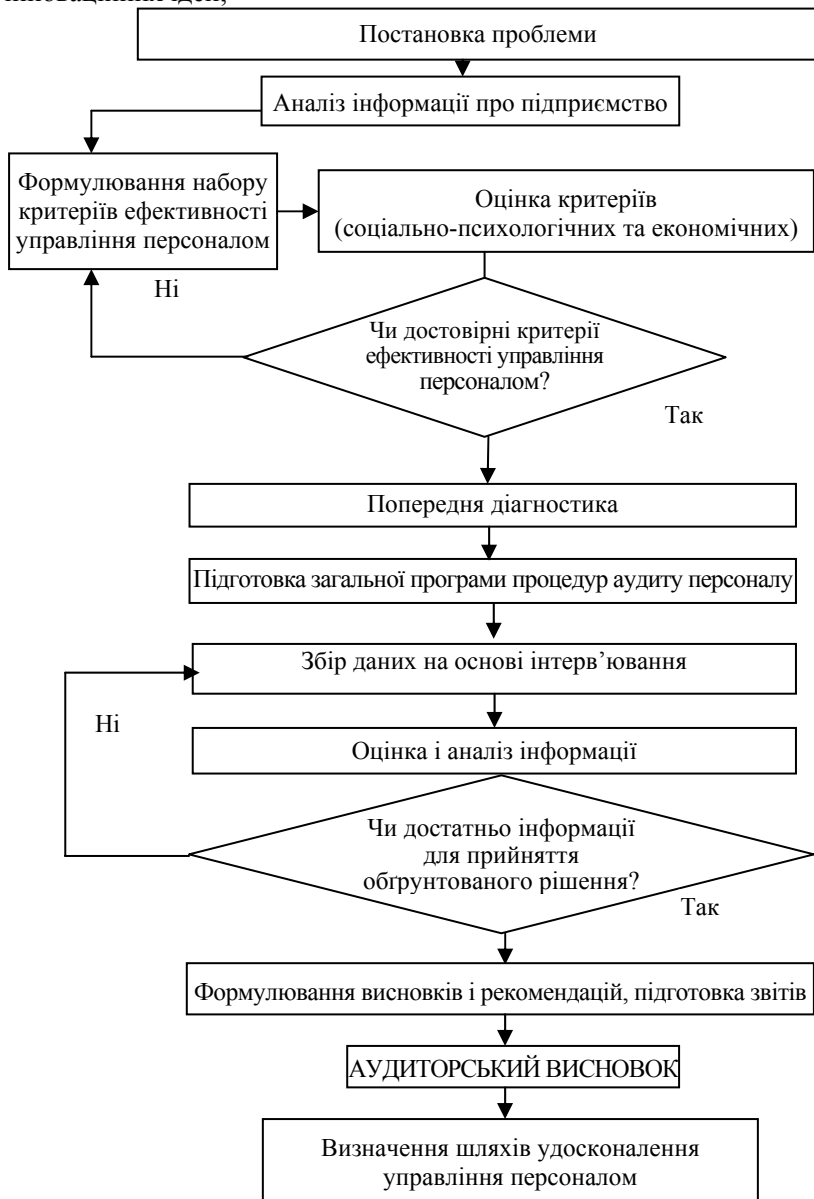 Постановка проблеми
Аналіз інформації про підприємство
Формулювання набору
критеріїв ефективності
управління персоналом
Оцінка критеріїв
(соціально-психологічних та економічних)
Ні
Чи достовірні критерії
ефективності управління
персоналом?
Так
Попередня діагностика
Підготовка загальної програми процедур аудиту персоналу
Збір даних на основі інтерв’ювання
Ні
Оцінка і аналіз інформації
Чи достатньо інформації
для прийняття
обґрунтованого рішення?
Так
Формулювання висновків і рекомендацій, підготовка звітів
АУДИТОРСЬКИЙ ВИСНОВОК
Визначення шляхів удосконалення
управління персоналом